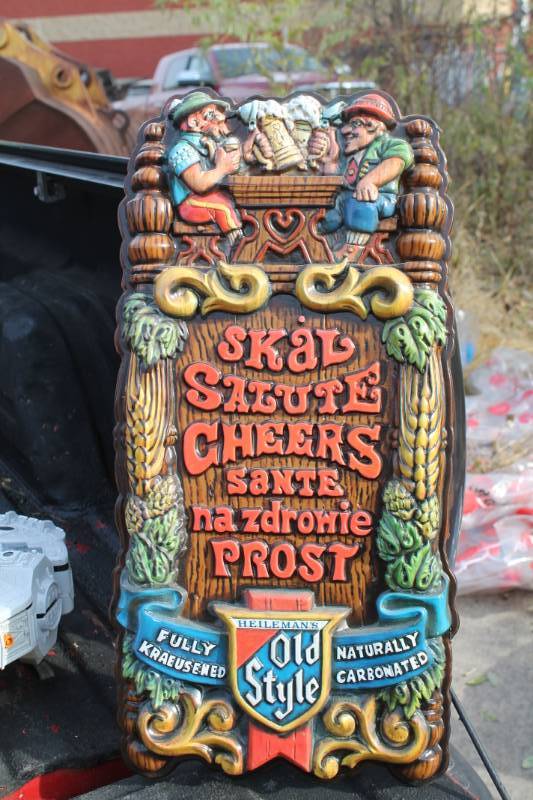 SKÅL
SALUTE
CHEERS
SANTE
na zdrowie
PROST
HEILEMAN'S
Old
Style
FULLY
KRAEUSENED
NATURALLY
CARBONATED